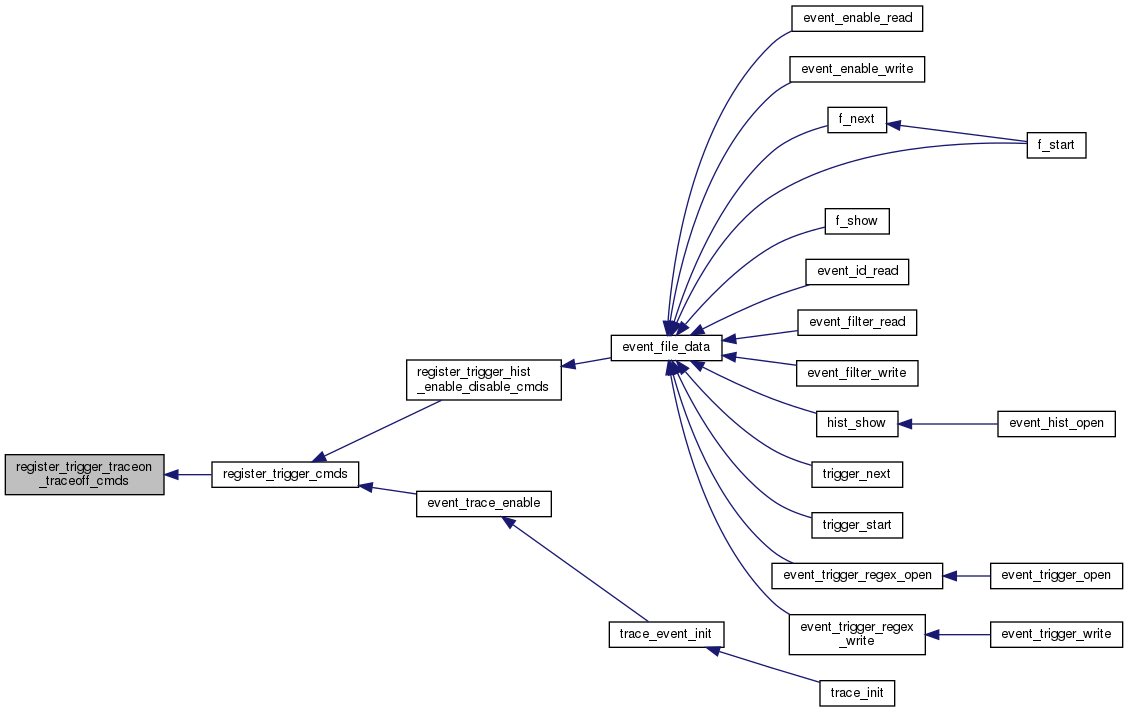 event_enable_read
event_enable_write
f_next
f_start
f_show
event_id_read
event_filter_read
event_file_data
register_trigger_hist
_enable_disable_cmds
event_filter_write
hist_show
event_hist_open
register_trigger_traceon
_traceoff_cmds
register_trigger_cmds
trigger_next
event_trace_enable
trigger_start
event_trigger_regex_open
event_trigger_open
trace_event_init
event_trigger_regex
_write
event_trigger_write
trace_init